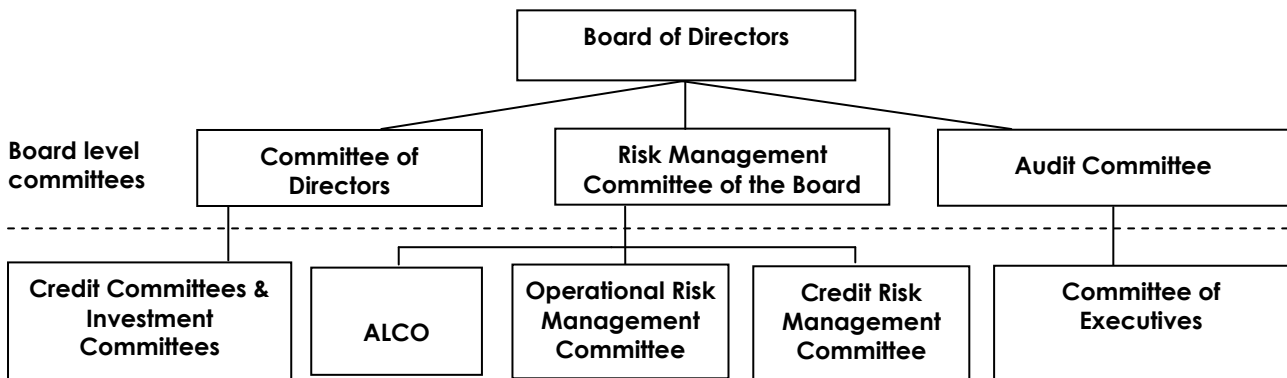 Board of Directors
Board level
committees
Committee of
Directors
Risk Management
Committee of the Board
Audit Committee
Credit Committees &
Investment
Committees
ALCO
Operational Risk
Management
Committee
Credit Risk
Management
Committee
Committee of
Executives